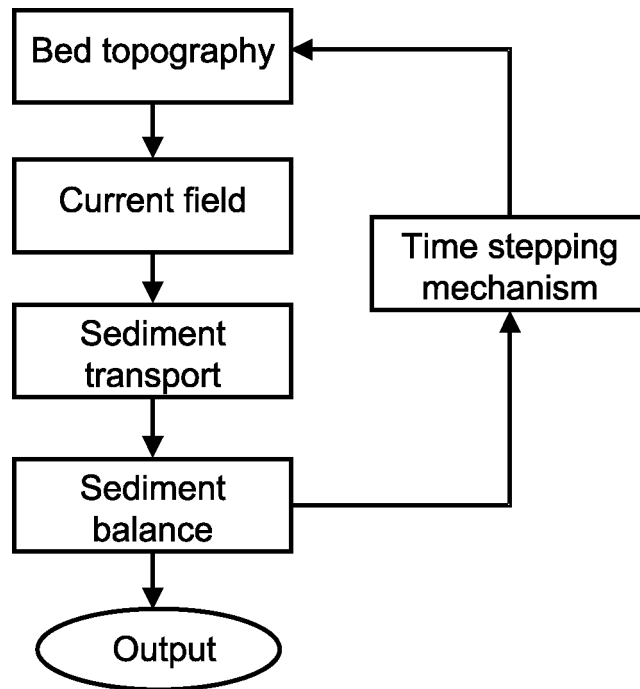 Bed topography
Current field
Time stepping
mechanism
Sediment
transport
Sediment
balance
Output